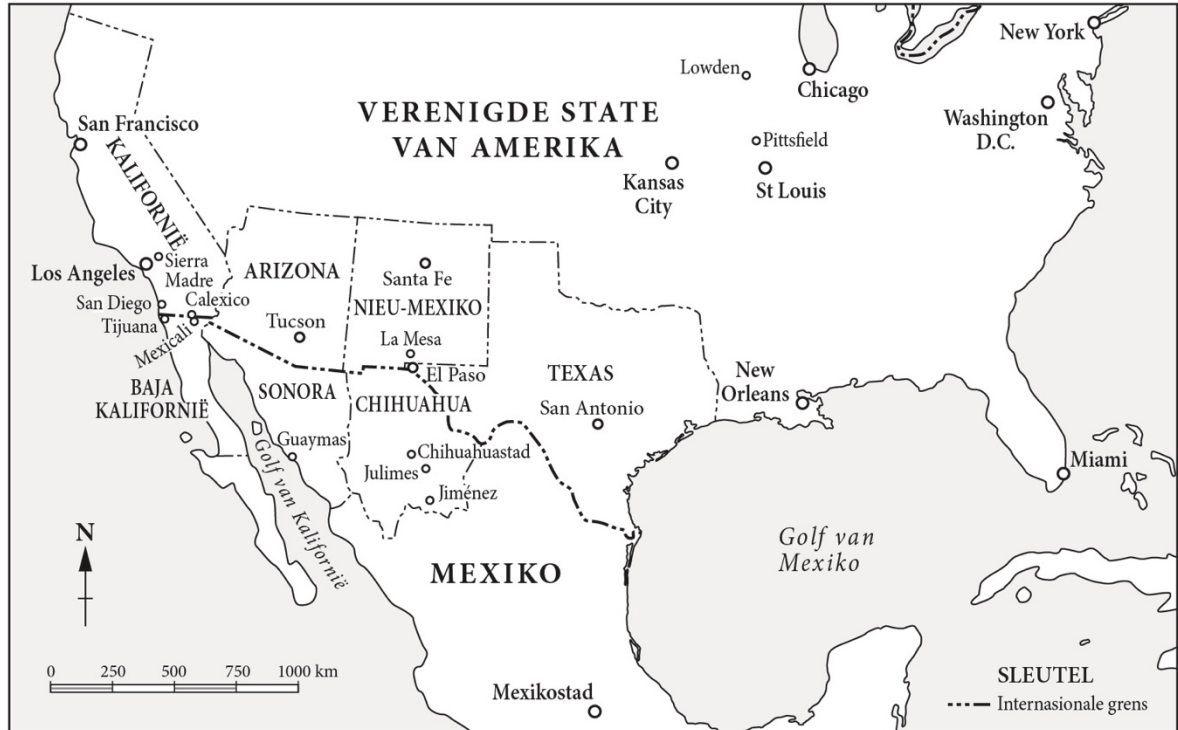 New York
Lowden
Chicago
VERENIGDE STATE
VAN AMERIKA
Washington
D.C.
San Francisco
Pittsfield
KALIFORNIË
Kansas
City
St Louis
Los Angeles
Sierra
Madre
ARIZONA
Santa Fe
San Diego
Calexico
NIEU-MEXIKO
Tijuana
Mexicali
Tucson
La Mesa
El Paso
TEXAS
New
Orleans
BAJA
KALIFORNIË
SONORA
CHIHUAHUA
San Antonio
Guaymas
Golf van Kalifornië
Chihuahuastad
Julimes
Jiménez
Miami
N
Golf van
Mexiko
MEXIKO
0 250 500 750 1000 km
Mexikostad
SLEUTEL
Internasionale grens